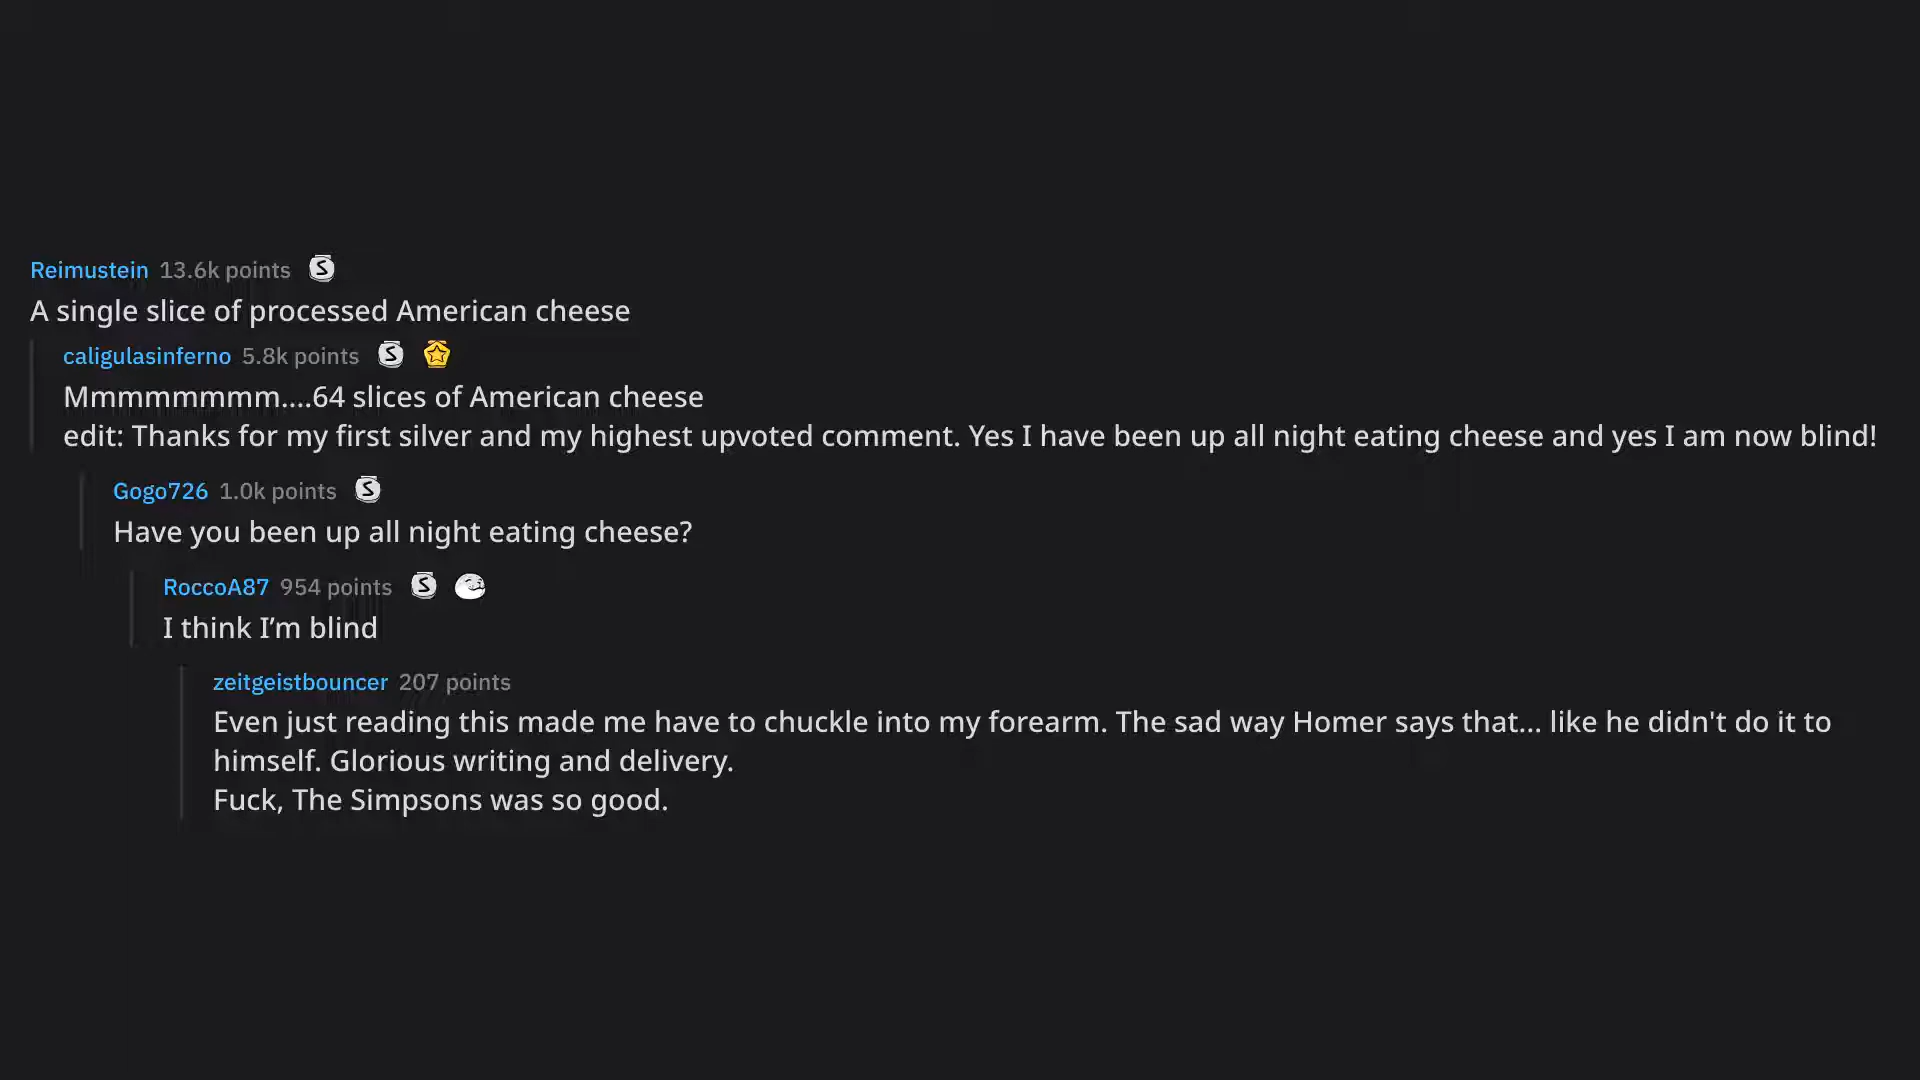 Reimustein 13.6k points
A single slice of processed American cheese
caligulasinferno 5.8k points
Mmmmmmmm....64 slices of American cheese
edit: Thanks for my first silver and my highest upvoted comment. Yes I have been up all night eating cheese and yes I am now blind!
Gogo726 1.0k points
Have you been up all night eating cheese?
RoccoA87 954 points
I think I’m blind
zeitgeistbouncer 207 points
Even just reading this made me have to chuckle into my forearm. The sad way Homer says that... like he didn't do it to
himself. Glorious writing and delivery.
Fuck, The Simpsons was so good.